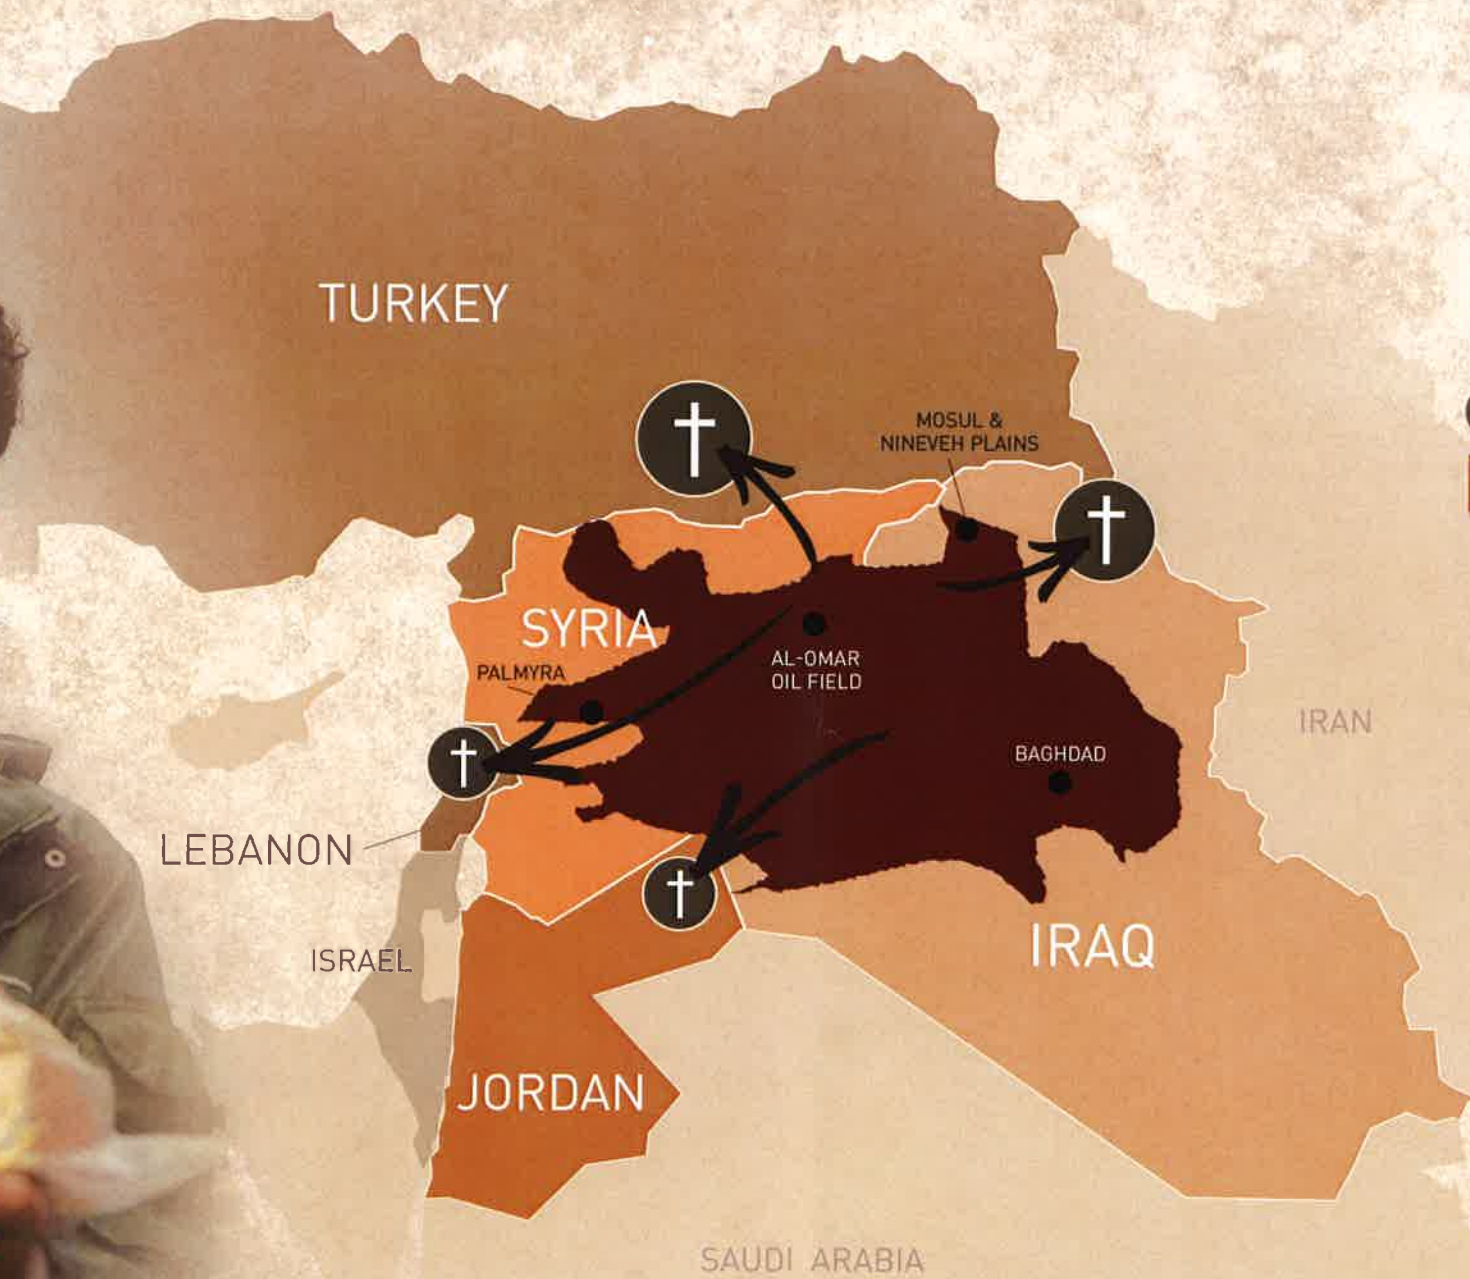 TURKEY
MOSUL &
NINEVEH PLAINS
SYRIA
PALMYRA
AL-OMAR
OIL FIELD
IRAN
BAGHDAD
LEBANON
ISRAEL
IRAQ
JORDAN
SAUDI ARABIA